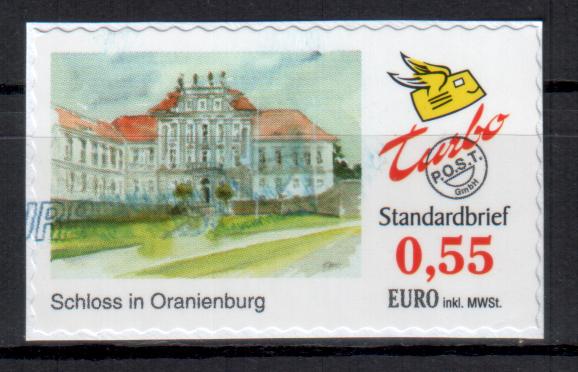 Turbo
P.O.S.T.
GmbH
Standardbrief
0,55
EURO inkl. MWSt.
Schloss in Oranienburg